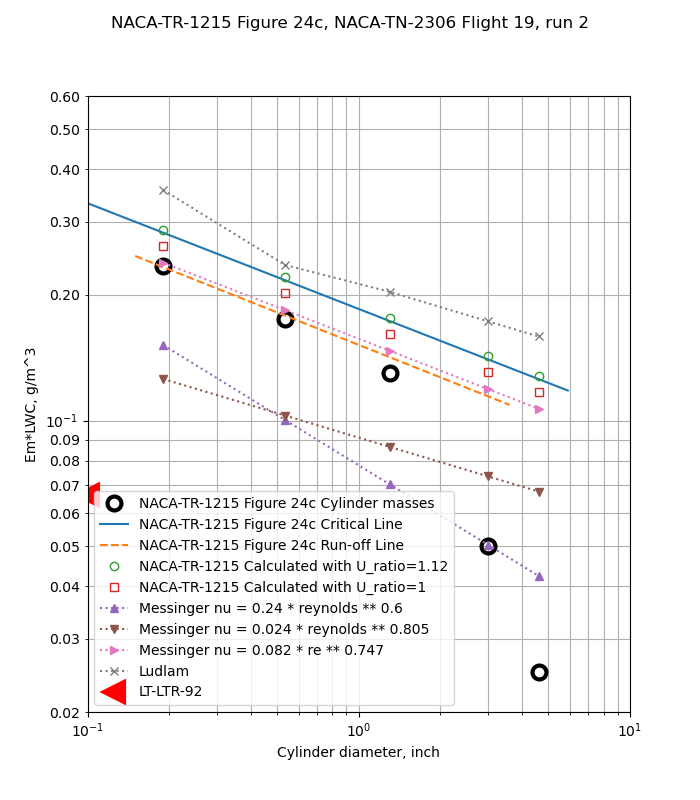 NACA-TR-1215 Figure 24c, NACA-TN-2306 Flight 19, run 2
0.60
0.50
0.40
0.30
0.20
10⁻¹
0.09
0.08
0.07
0.06
0.05
0.04
0.03
0.02
Em*LWC, g/m^3
NACA-TR-1215 Figure 24c Cylinder masses
NACA-TR-1215 Figure 24c Critical Line
NACA-TR-1215 Figure 24c Run-off Line
NACA-TR-1215 Calculated with U_ratio=1.12
NACA-TR-1215 Calculated with U_ratio=1
Messinger nu = 0.24 * reynolds ** 0.6
Messinger nu = 0.024 * reynolds ** 0.805
Messinger nu = 0.082 * re ** 0.747
Ludlam
LT-LTR-92
10⁻¹ 10⁰ 10¹
Cylinder diameter, inch